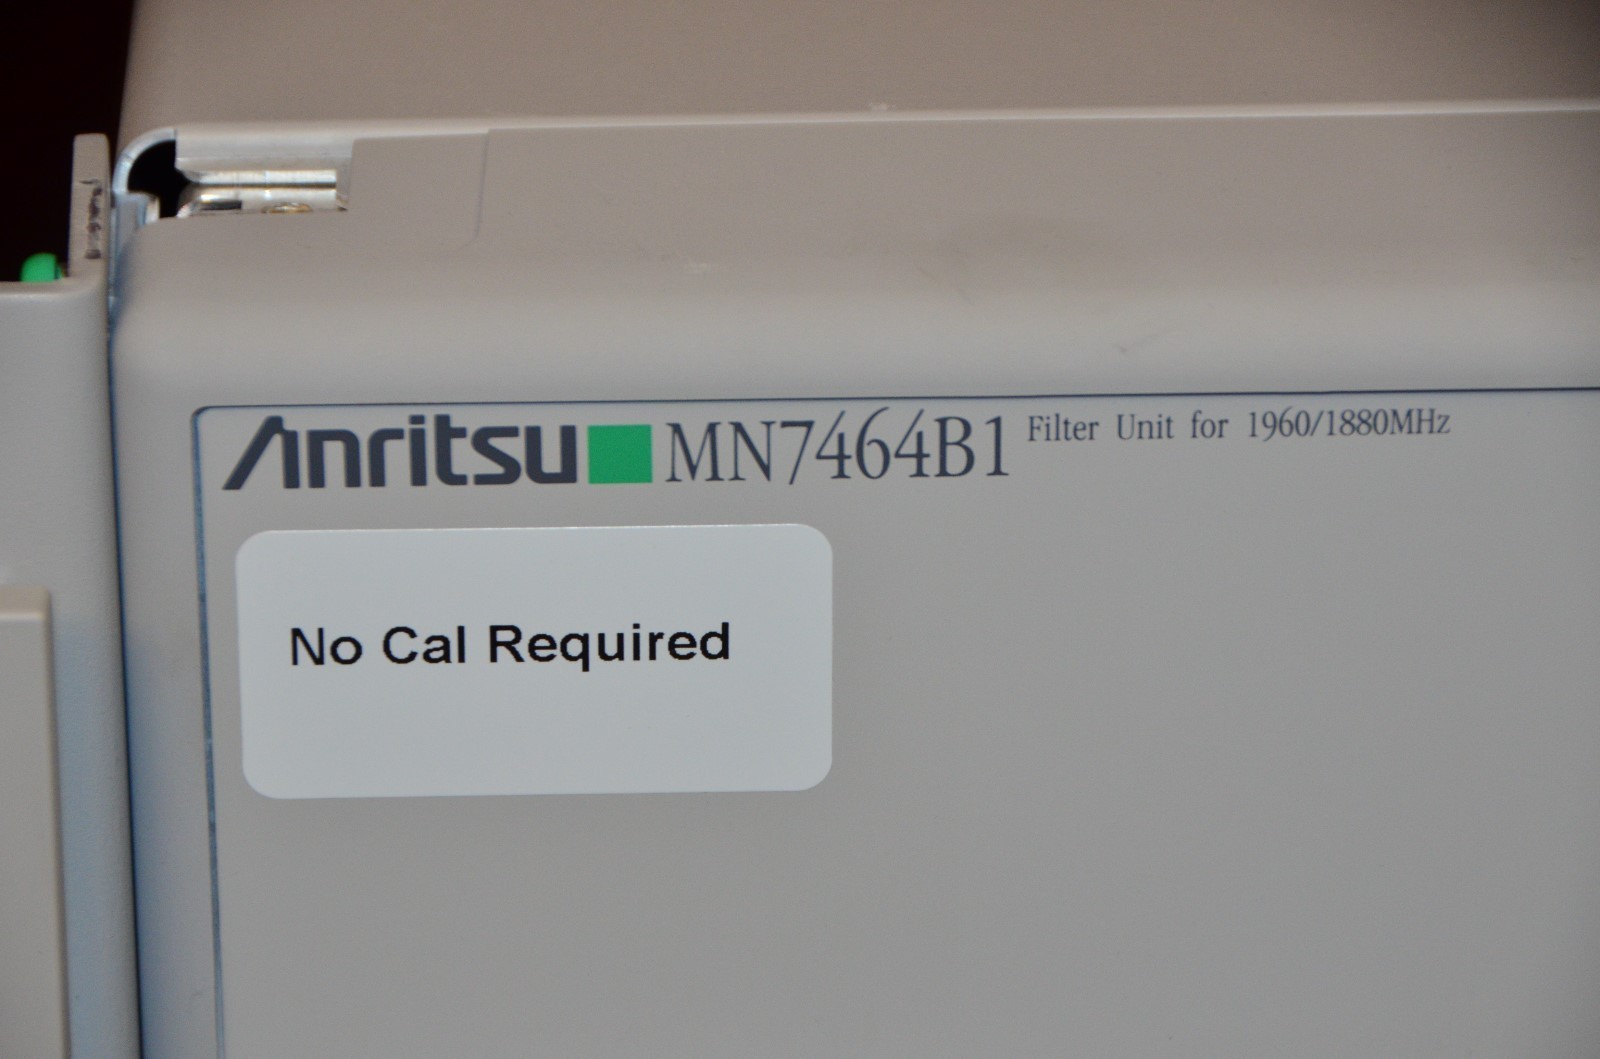 Anritsu MN7464B1 Filter Unit for 1960/1880MHz
No Cal Required